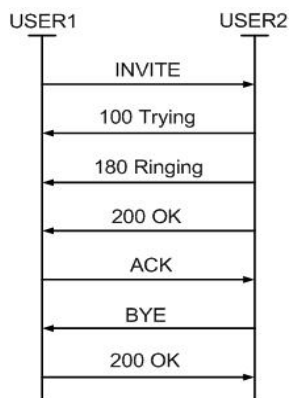 USER1 USER2
INVITE
100 Trying
180 Ringing
200 OK
ACK
BYE
200 OK